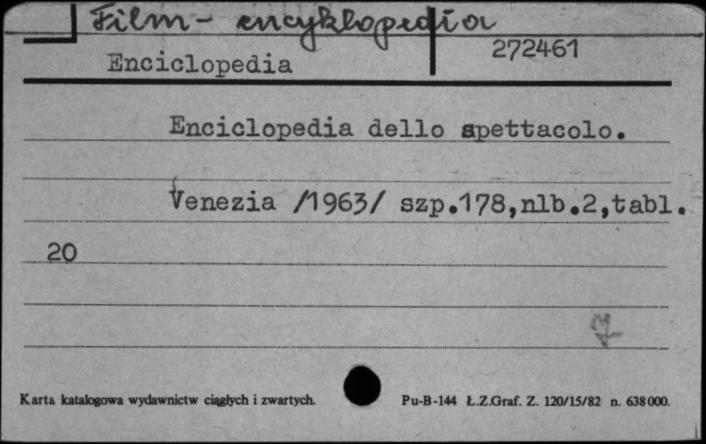 Film - encyklopedia
272461
Enciclopedia
Enciclopedia dello spettacolo.
Venezia /1963/ szp.178,nlb.2,tabl.
20
Karta katalogowa wydawnictw ciągłych i zwartych.
Pu-B-144 Ł.Z.Graf. Z. 120/15/82 n. 638000.